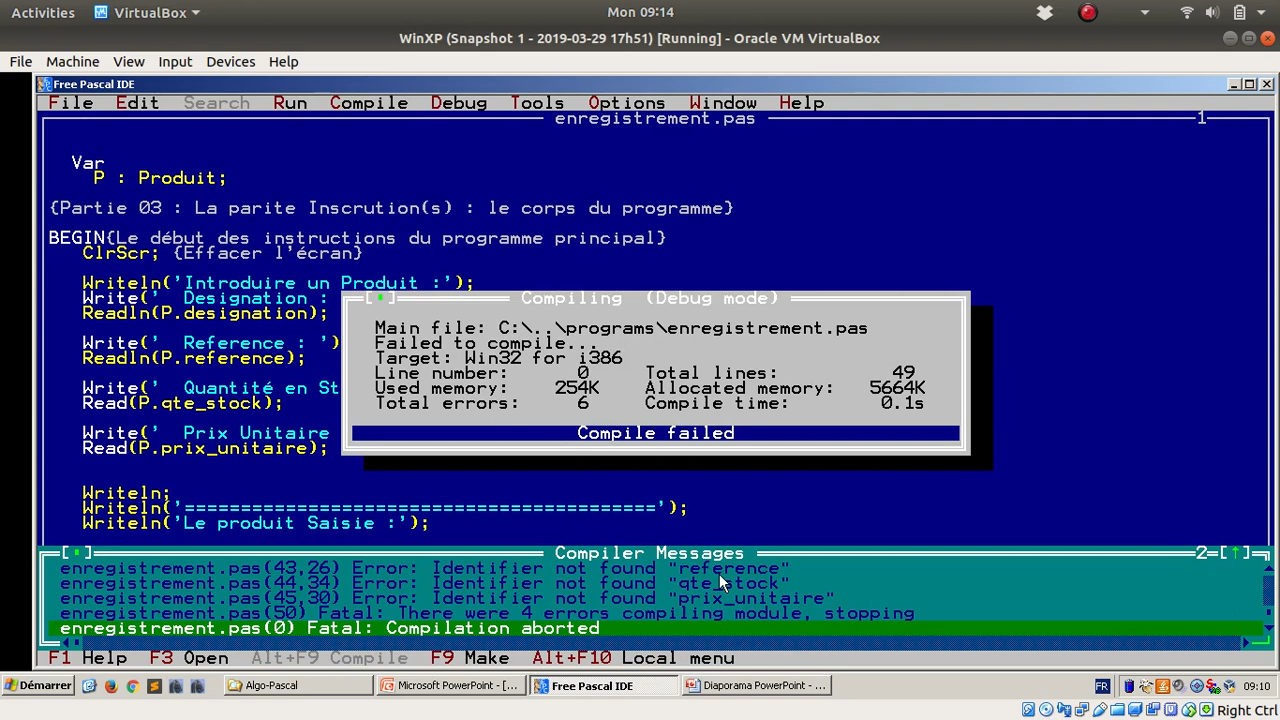 Activities VirtualBox Mon 09:14
WinXP (Snapshot 1 - 2019-03-29 17h51) [Running] - Oracle VM VirtualBox
File Machine View Input Devices Help
Free Pascal IDE
File Edit Search Run Compile Debug Tools Options Window Help
enregistrement.pas 1
Var
P : Produit;
{Partie 03 : La parite Inscrution(s) : le corps du programme}
BEGIN{Le début des instructions du programme principal}
ClrScr; {Effacer l'écran}
Writeln('Introduire un Produit :');
Write('  Designation :
Readln(P.designation);
Write('  Reference : ')
Readln(P.reference);
Write('  Quantité en St
Read(P.qte_stock);
Write('  Prix Unitaire
Read(P.prix_unitaire);
Writeln;
Writeln('===========================================');
Writeln('Le produit Saisie :');
Compiling (Debug mode)
Main file: C:\..\programs\enregistrement.pas
Failed to compile...
Target: Win32 for i386
Line number: 0 Total lines: 49
Used memory: 254K Allocated memory: 5664K
Total errors: 6 Compile time: 0.1s
Compile failed
Compiler Messages 2=[↑]
enregistrement.pas(43,26) Error: Identifier not found "reference"
enregistrement.pas(44,34) Error: Identifier not found "qte_stock"
enregistrement.pas(45,30) Error: Identifier not found "prix_unitaire"
enregistrement.pas(50) Fatal: There were 4 errors compiling module, stopping
enregistrement.pas(0) Fatal: Compilation aborted
F1 Help F3 Open Alt+F9 Compile F9 Make Alt+F10 Local menu
Démarrer Algo-Pascal Microsoft PowerPoint - [... Free Pascal IDE Diaporama PowerPoint - ... FR 09:10
Right Ctrl